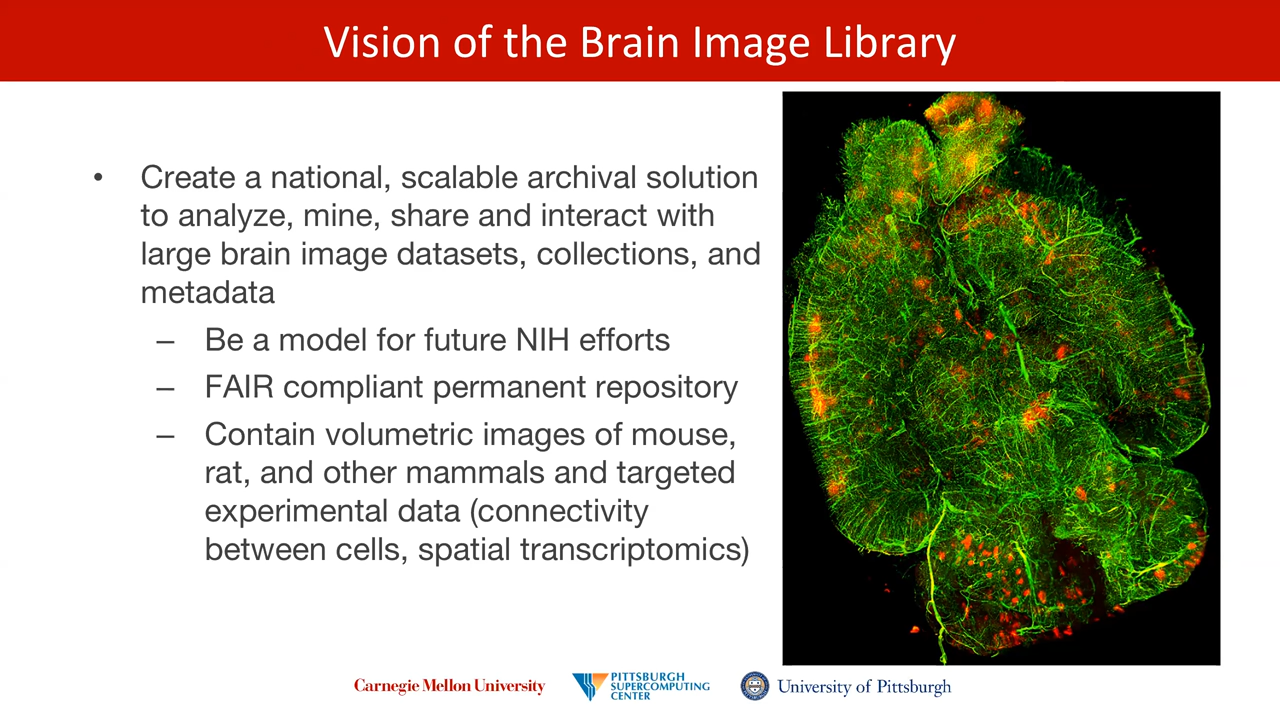 Vision of the Brain Image Library
• Create a national, scalable archival solution
to analyze, mine, share and interact with
large brain image datasets, collections, and
metadata
– Be a model for future NIH efforts
– FAIR compliant permanent repository
– Contain volumetric images of mouse,
rat, and other mammals and targeted
experimental data (connectivity
between cells, spatial transcriptomics)
Carnegie Mellon University
PITTSBURGH
SUPERCOMPUTING
CENTER
University of Pittsburgh